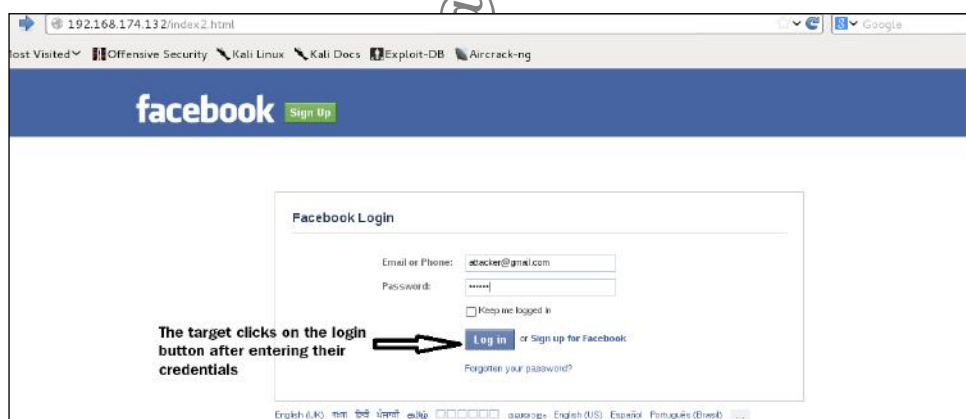 192.168.174.132/index2.html
Google
Most Visited Offensive Security Kali Linux Kali Docs Exploit-DB Aircrack-ng
facebook Sign Up
Facebook Login
Email or Phone: attacker@gmail.com
Password: ••••••
Keep me logged in
Log in or Sign up for Facebook
Forgotten your password?
The target clicks on the login
button after entering their
credentials
English (UK) বাংলা हिन्दी ਪੰਜਾਬੀ தமிழ் English (US) Español Português (Brasil) ...